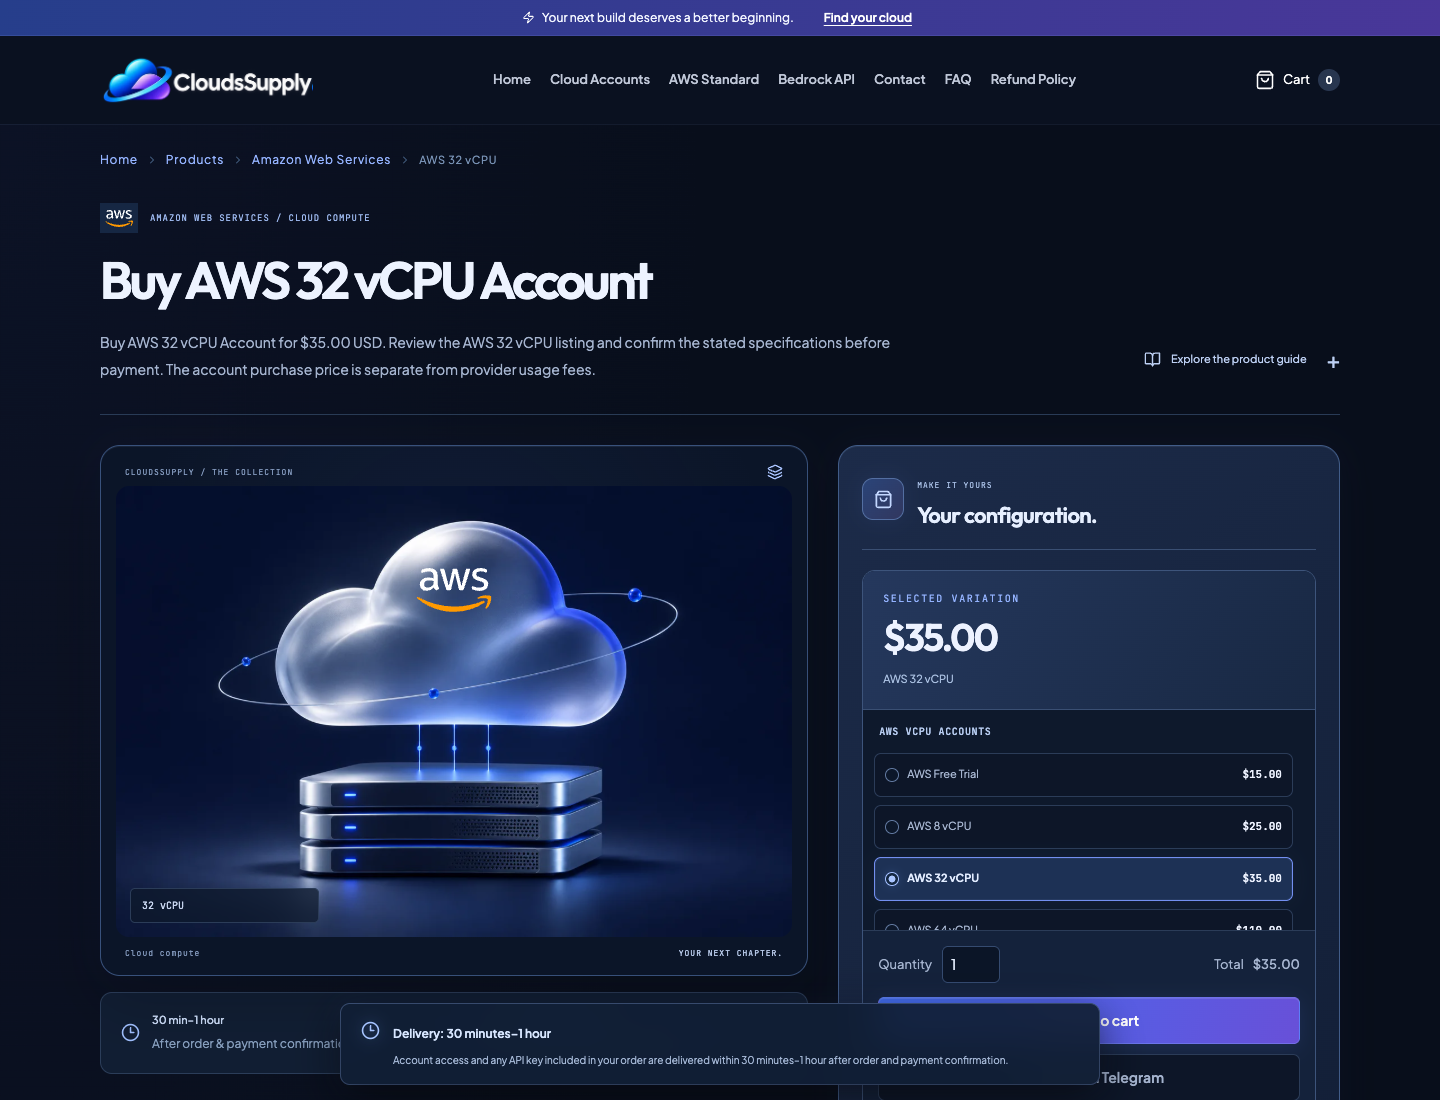 Your next build deserves a better beginning. Find your cloud
CloudsSupply
Home Cloud Accounts AWS Standard Bedrock API Contact FAQ Refund Policy
Cart 0
Home > Products > Amazon Web Services > AWS 32 vCPU
aws
AMAZON WEB SERVICES / CLOUD COMPUTE
Buy AWS 32 vCPU Account
Buy AWS 32 vCPU Account for $35.00 USD. Review the AWS 32 vCPU listing and confirm the stated specifications before
payment. The account purchase price is separate from provider usage fees.
Explore the product guide +
CLOUDSSUPPLY / THE COLLECTION
aws
32 vCPU
Cloud compute
YOUR NEXT CHAPTER.
MAKE IT YOURS
Your configuration.
SELECTED VARIATION
$35.00
AWS 32 vCPU
AWS VCPU ACCOUNTS
AWS Free Trial $15.00
AWS 8 vCPU $25.00
AWS 32 vCPU $35.00
AWS 64 vCPU $110.00
Quantity 1 Total $35.00
o cart
Telegram
30 min–1 hour
After order & payment confirmatic
Delivery: 30 minutes–1 hour
Account access and any API key included in your order are delivered within 30 minutes–1 hour after order and payment confirmation.